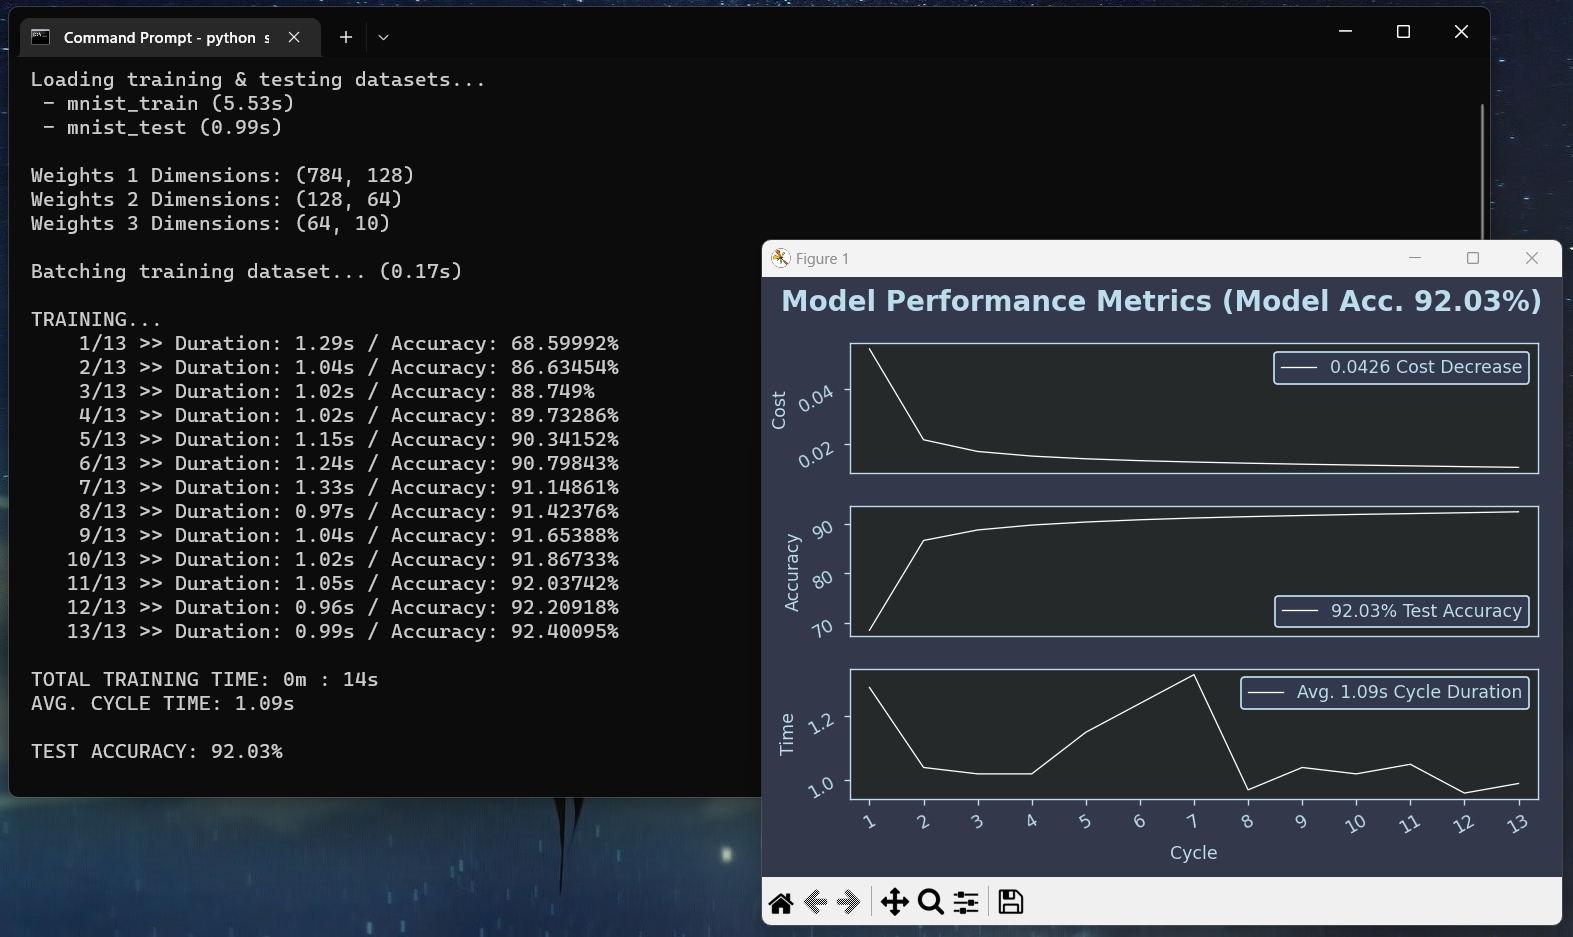 Command Prompt - python s
Loading training & testing datasets...
- mnist_train (5.53s)
- mnist_test (0.99s)
Weights 1 Dimensions: (784, 128)
Weights 2 Dimensions: (128, 64)
Weights 3 Dimensions: (64, 10)
Batching training dataset... (0.17s)
TRAINING...
1/13 >> Duration: 1.29s / Accuracy: 68.59992%
2/13 >> Duration: 1.04s / Accuracy: 86.63454%
3/13 >> Duration: 1.02s / Accuracy: 88.749%
4/13 >> Duration: 1.02s / Accuracy: 89.73286%
5/13 >> Duration: 1.15s / Accuracy: 90.34152%
6/13 >> Duration: 1.24s / Accuracy: 90.79843%
7/13 >> Duration: 1.33s / Accuracy: 91.14861%
8/13 >> Duration: 0.97s / Accuracy: 91.42376%
9/13 >> Duration: 1.04s / Accuracy: 91.65388%
10/13 >> Duration: 1.02s / Accuracy: 91.86733%
11/13 >> Duration: 1.05s / Accuracy: 92.03742%
12/13 >> Duration: 0.96s / Accuracy: 92.20918%
13/13 >> Duration: 0.99s / Accuracy: 92.40095%
TOTAL TRAINING TIME: 0m : 14s
AVG. CYCLE TIME: 1.09s
TEST ACCURACY: 92.03%
Figure 1
Model Performance Metrics (Model Acc. 92.03%)
Cost
0.04
0.02
0.0426 Cost Decrease
Accuracy
90
80
70
92.03% Test Accuracy
Time
1.2
1.0
Avg. 1.09s Cycle Duration
1 2 3 4 5 6 7 8 9 10 11 12 13
Cycle